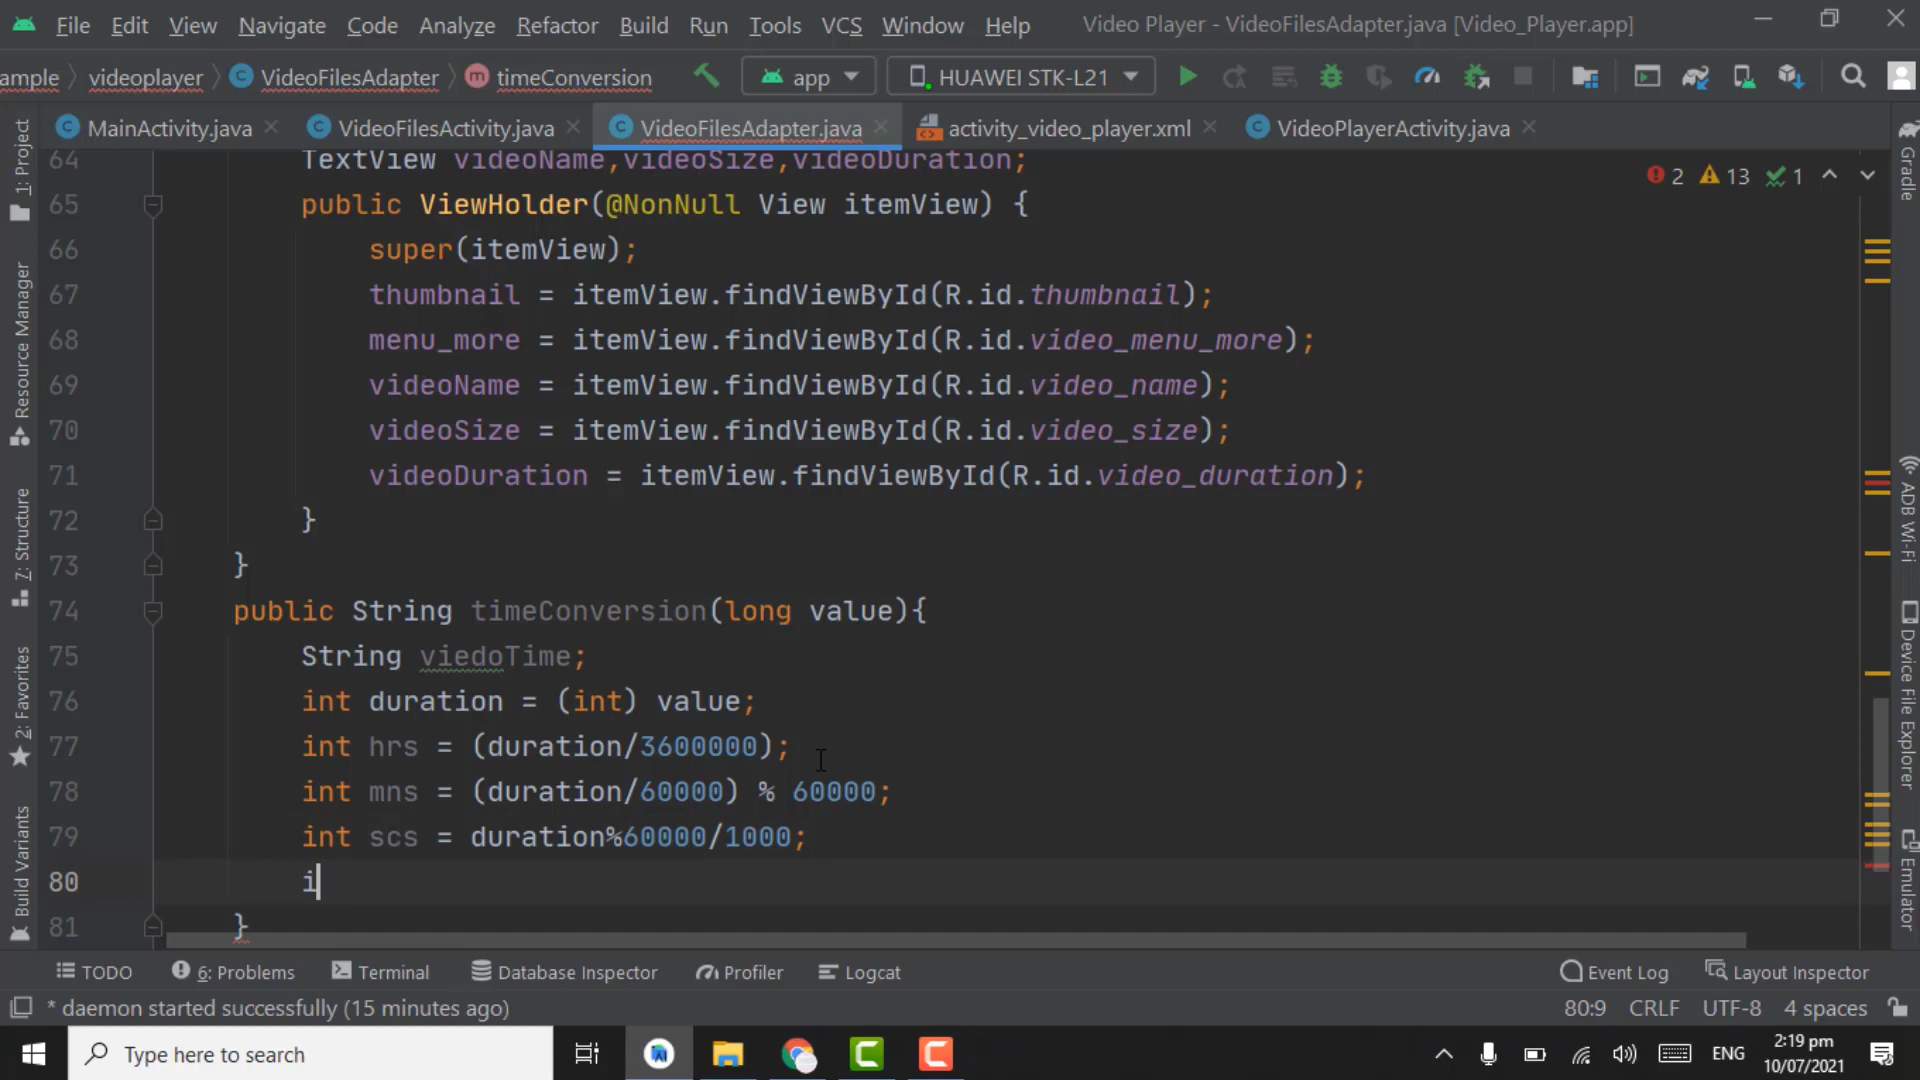 File Edit View Navigate Code Analyze Refactor Build Run Tools VCS Window Help Video Player - VideoFilesAdapter.java [Video_Player.app]
ample videoplayer VideoFilesAdapter timeConversion app HUAWEI STK-L21
MainActivity.java VideoFilesActivity.java VideoFilesAdapter.java activity_video_player.xml VideoPlayerActivity.java
2 13 1
64 TextView videoName,videoSize,videoDuration;
65 public ViewHolder(@NonNull View itemView) {
66 super(itemView);
67 thumbnail = itemView.findViewById(R.id.thumbnail);
68 menu_more = itemView.findViewById(R.id.video_menu_more);
69 videoName = itemView.findViewById(R.id.video_name);
70 videoSize = itemView.findViewById(R.id.video_size);
71 videoDuration = itemView.findViewById(R.id.video_duration);
72 }
73 }
74 public String timeConversion(long value){
75 String viedoTime;
76 int duration = (int) value;
77 int hrs = (duration/3600000);
78 int mns = (duration/60000) % 60000;
79 int scs = duration%60000/1000;
80 i
81 }
1: Project
Resource Manager
7: Structure
2: Favorites
Build Variants
Gradle
ADB Wi-Fi
Device File Explorer
Emulator
TODO 6: Problems Terminal Database Inspector Profiler Logcat Event Log Layout Inspector
* daemon started successfully (15 minutes ago) 80:9 CRLF UTF-8 4 spaces
Type here to search ENG 2:19 pm
10/07/2021